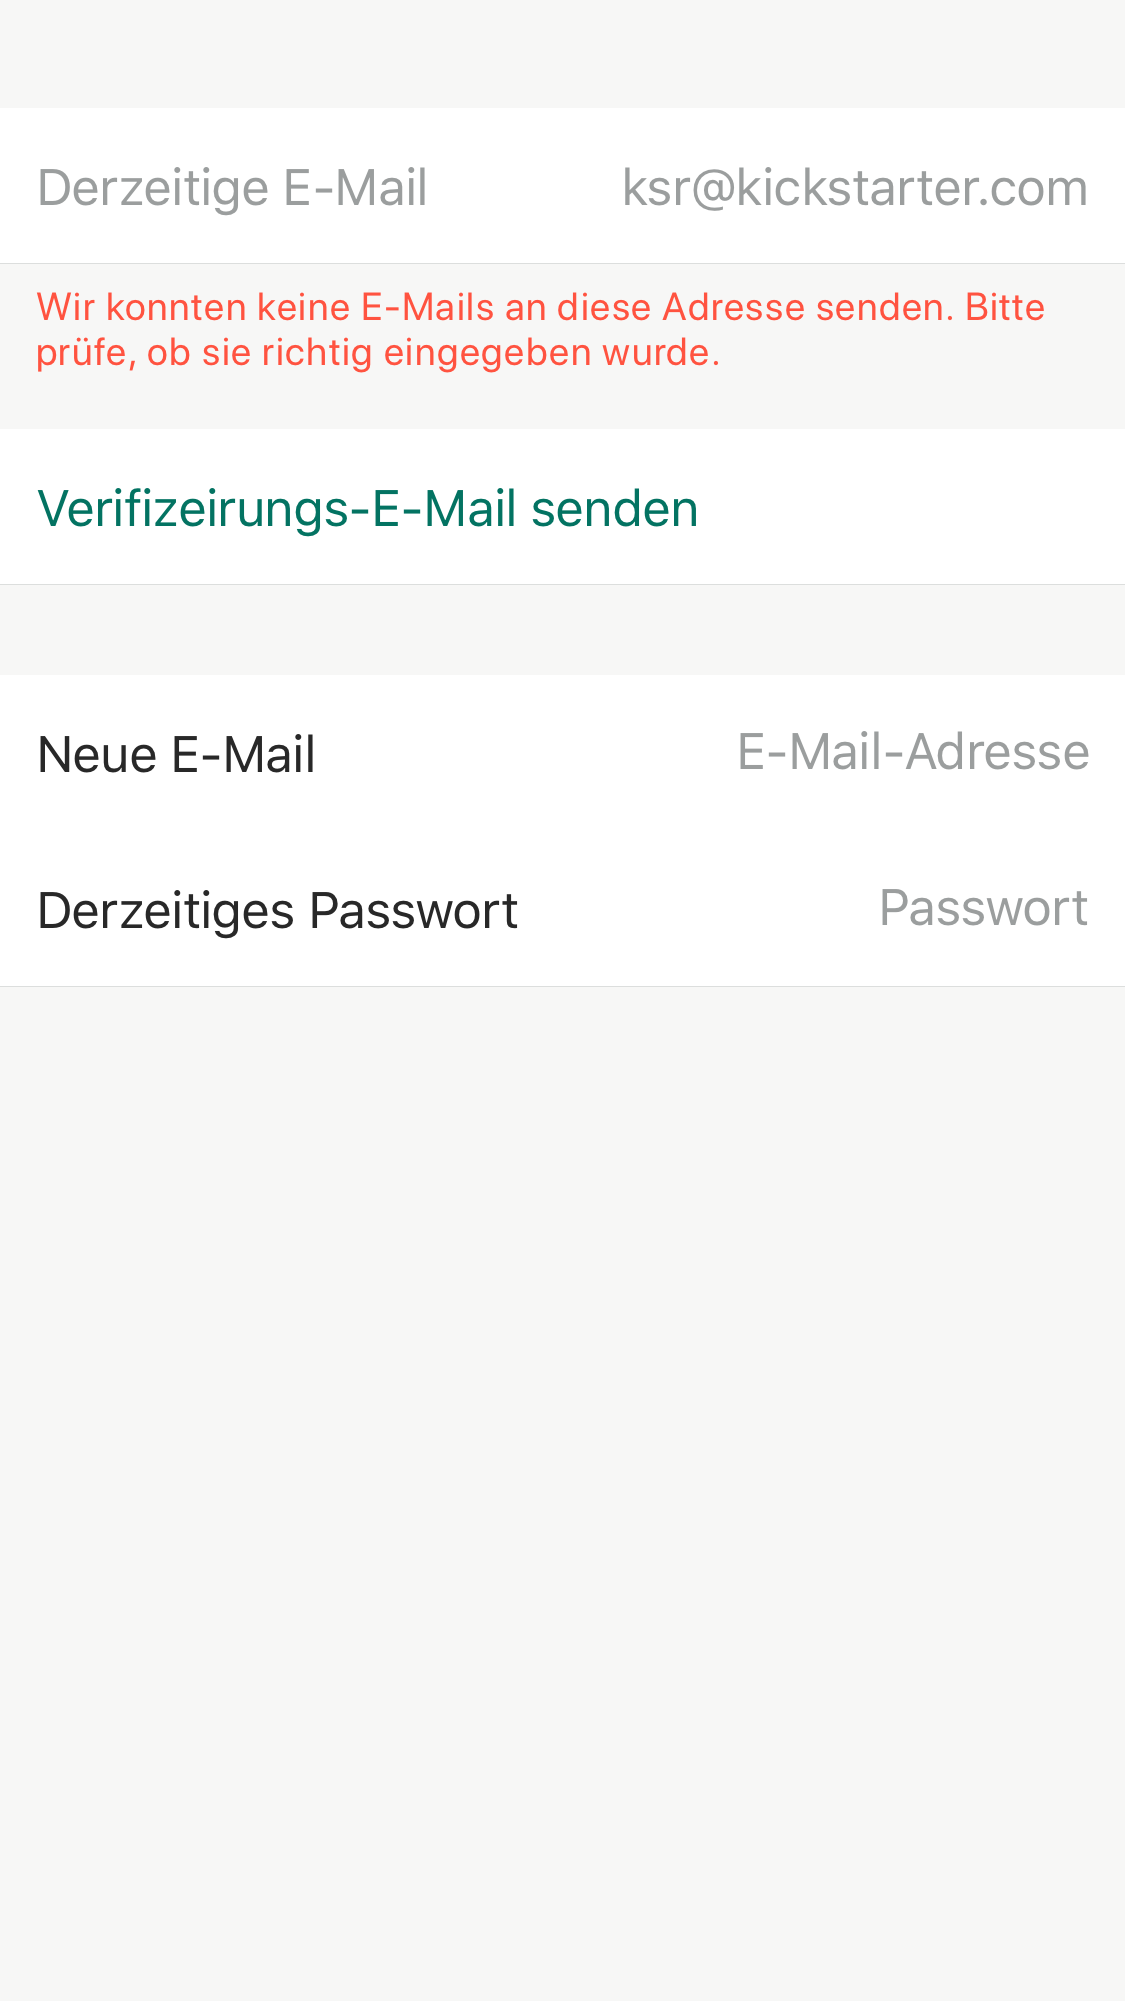 Derzeitige E-Mail ksr@kickstarter.com
Wir konnten keine E-Mails an diese Adresse senden. Bitte
prüfe, ob sie richtig eingegeben wurde.
Verifizeirungs-E-Mail senden
Neue E-Mail E-Mail-Adresse
Derzeitiges Passwort Passwort